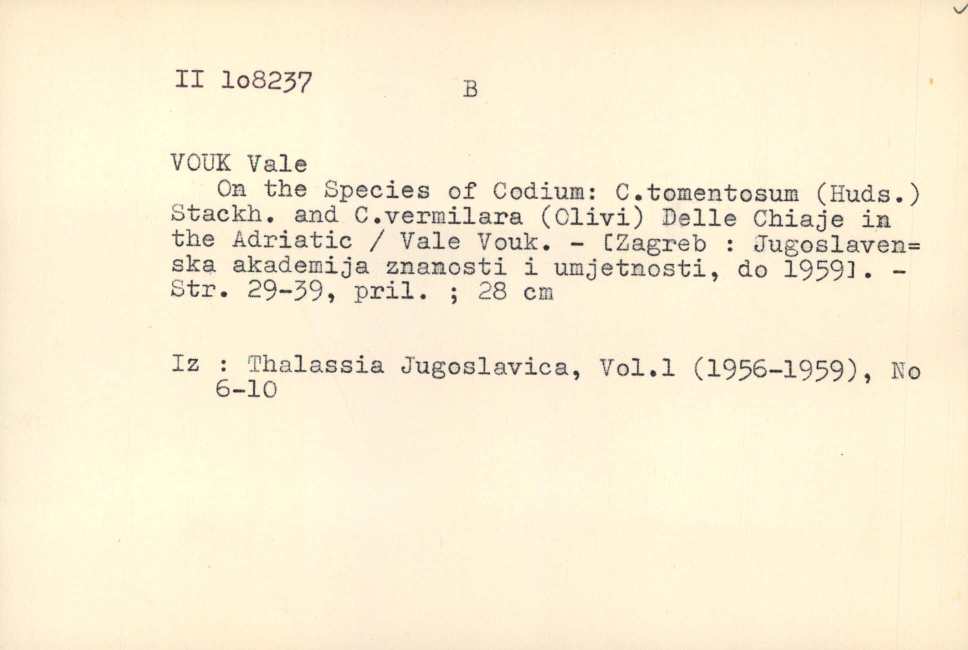 II lo8237 B
VOUK Vale
On the Species of Codium: C.tomentosum (Huds.)
Stackh. and C.vermilara (Olivi) Delle Chiaje in
the Adriatic / Vale Vouk. - [Zagreb : Jugoslaven=
ska akademija znanosti i umjetnosti, do 1959]. -
Str. 29-39, pril. ; 28 cm
Iz : Thalassia Jugoslavica, Vol.1 (1956-1959), No
6-10